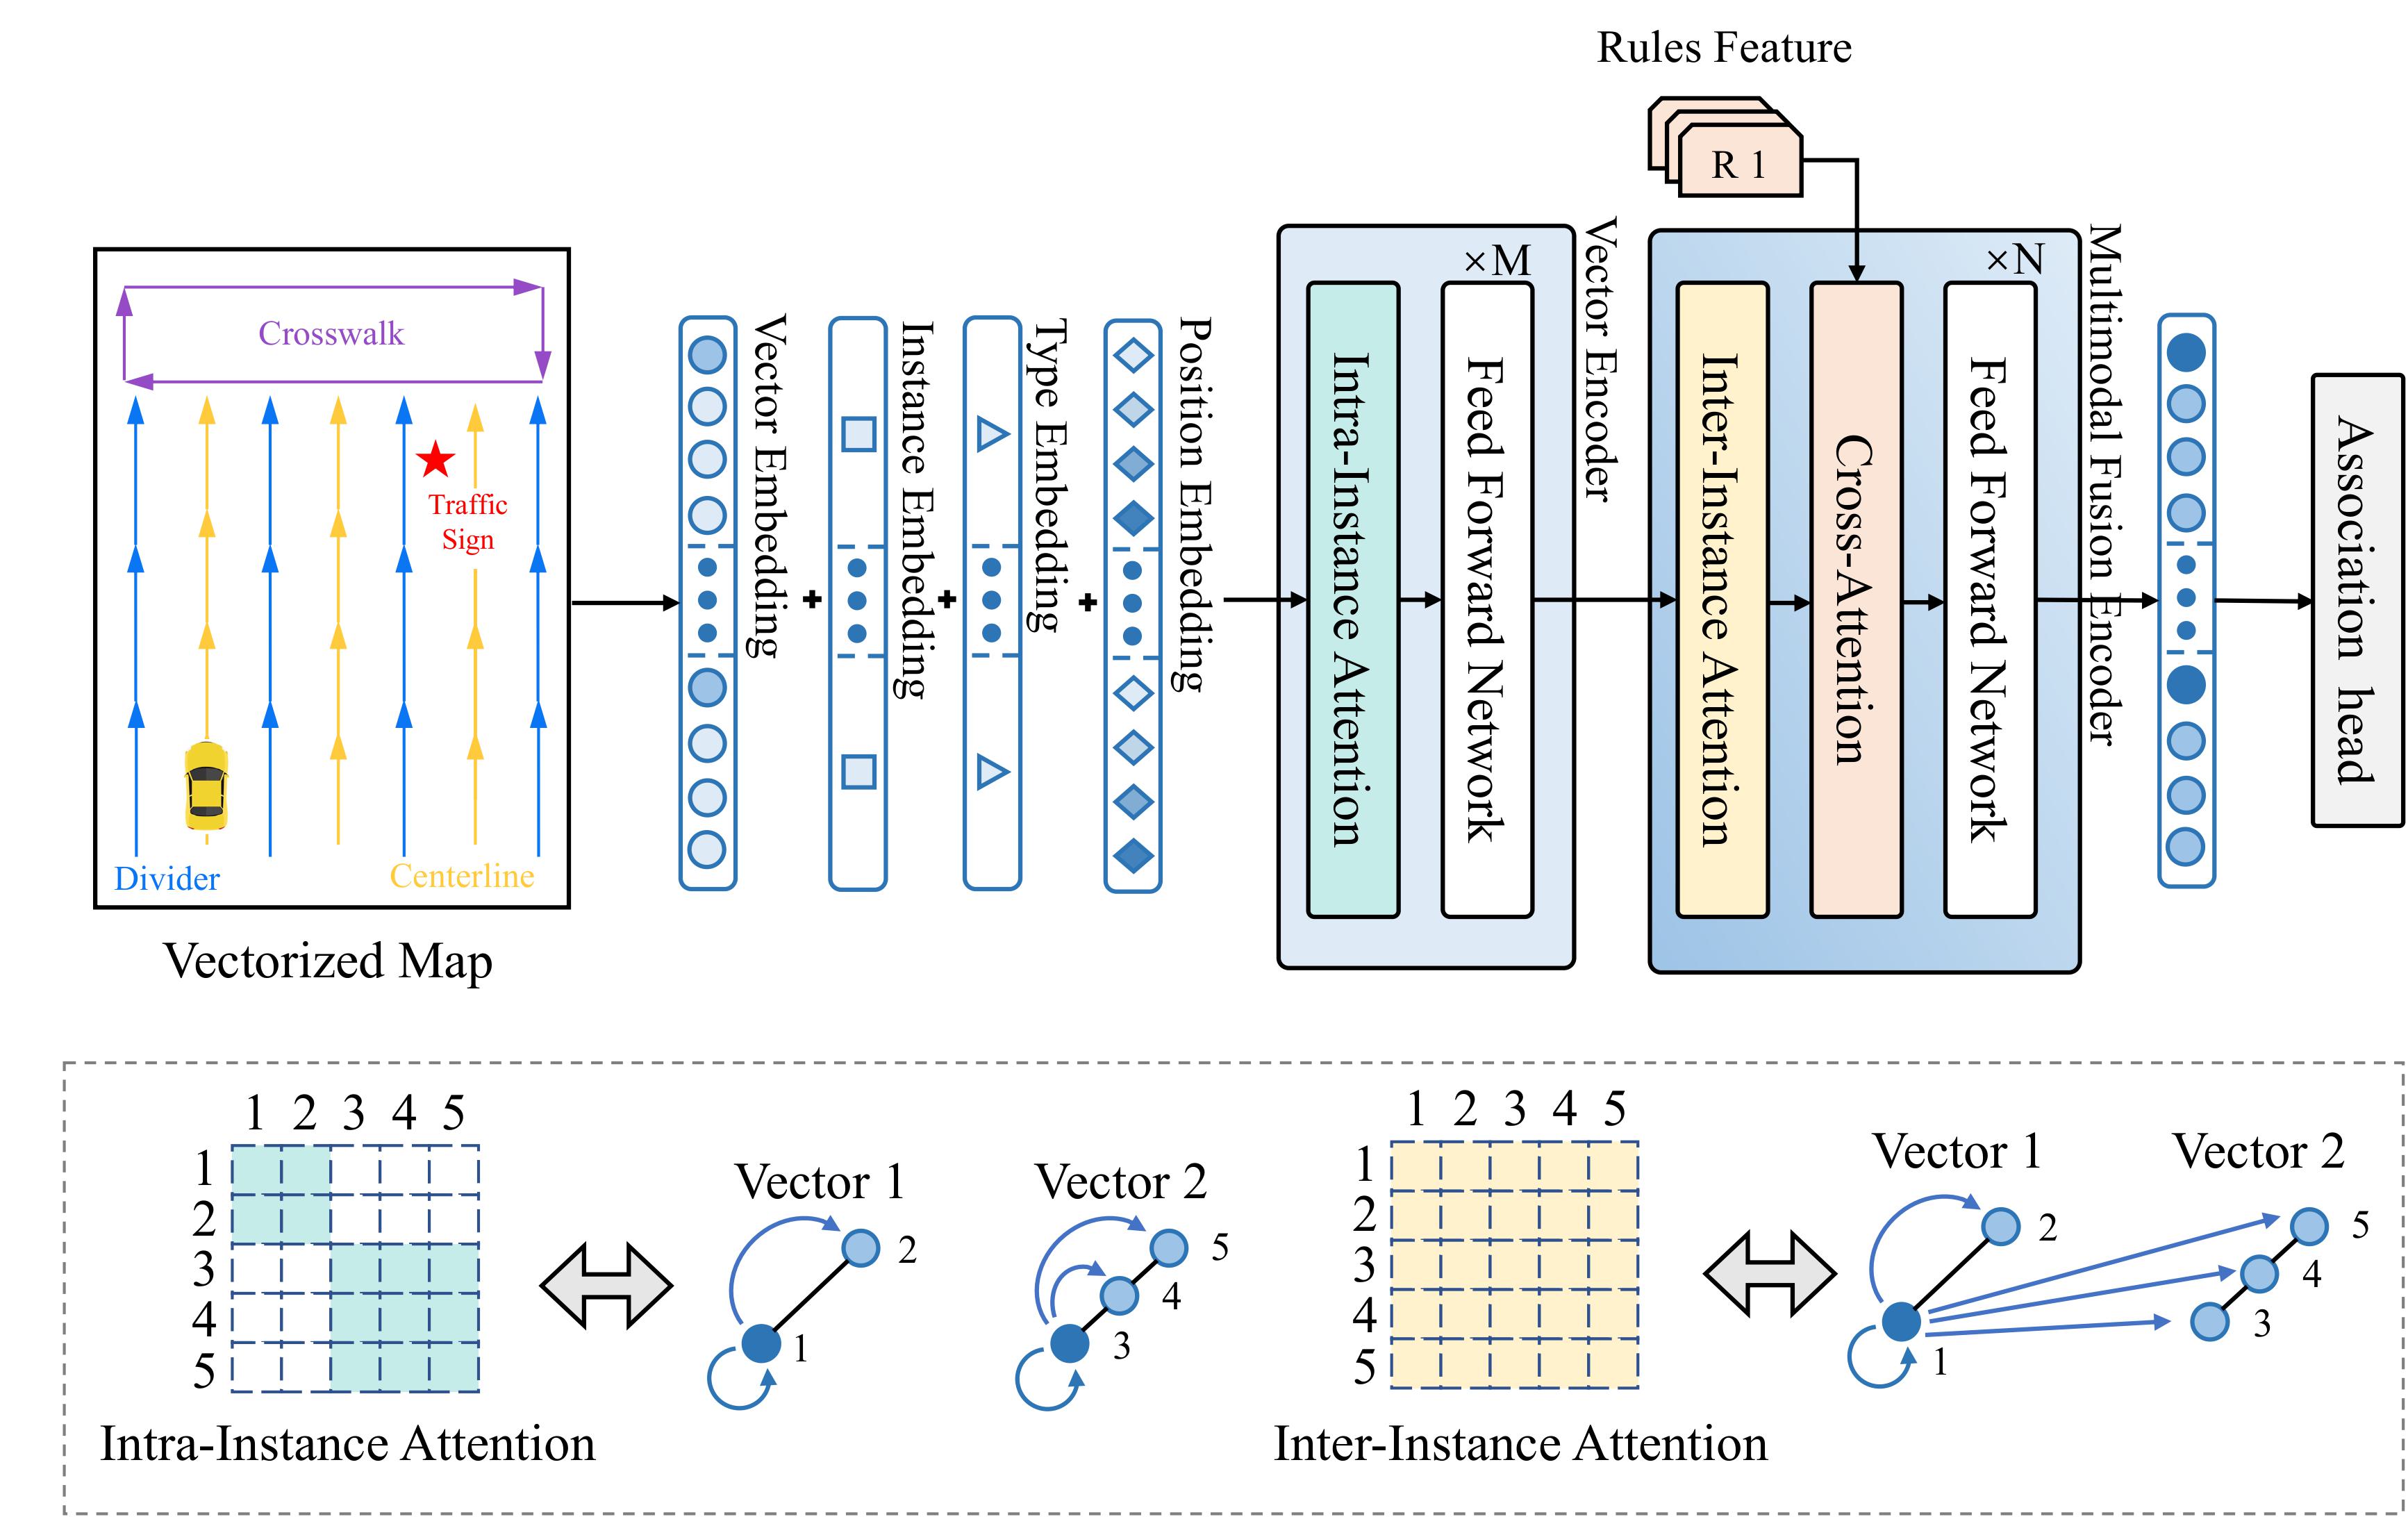 Rules Feature
R 1
Crosswalk
Traffic
Sign
Divider
Centerline
Vectorized Map
Vector Embedding
Instance Embedding
Type Embedding
Position Embedding
×M
Intra-Instance Attention
Feed Forward Network
Vector Encoder
×N
Inter-Instance Attention
Cross-Attention
Feed Forward Network
Multimodal Fusion Encoder
Association head
1 2 3 4 5
1
2
3
4
5
Intra-Instance Attention
Vector 1
2
1
Vector 2
5
4
3
1 2 3 4 5
1
2
3
4
5
Inter-Instance Attention
Vector 1
2
1
Vector 2
5
4
3